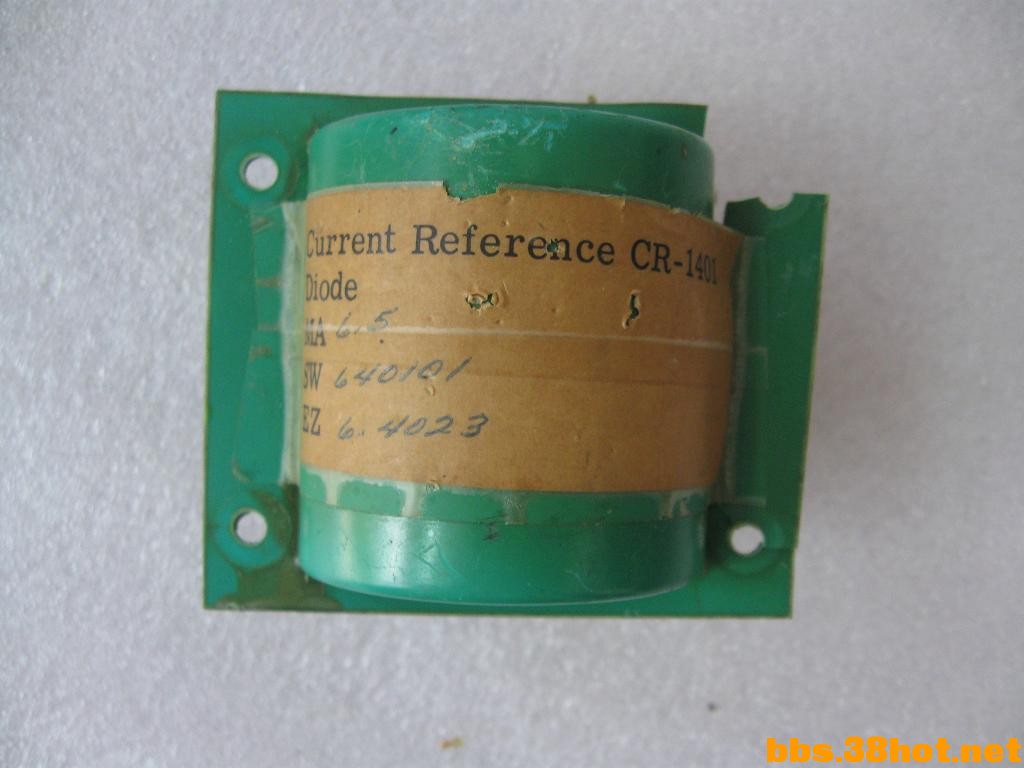 Current Reference CR-1401
Diode
MA 6.5
SW 640101
EZ 6.4023
bbs.38hot.net